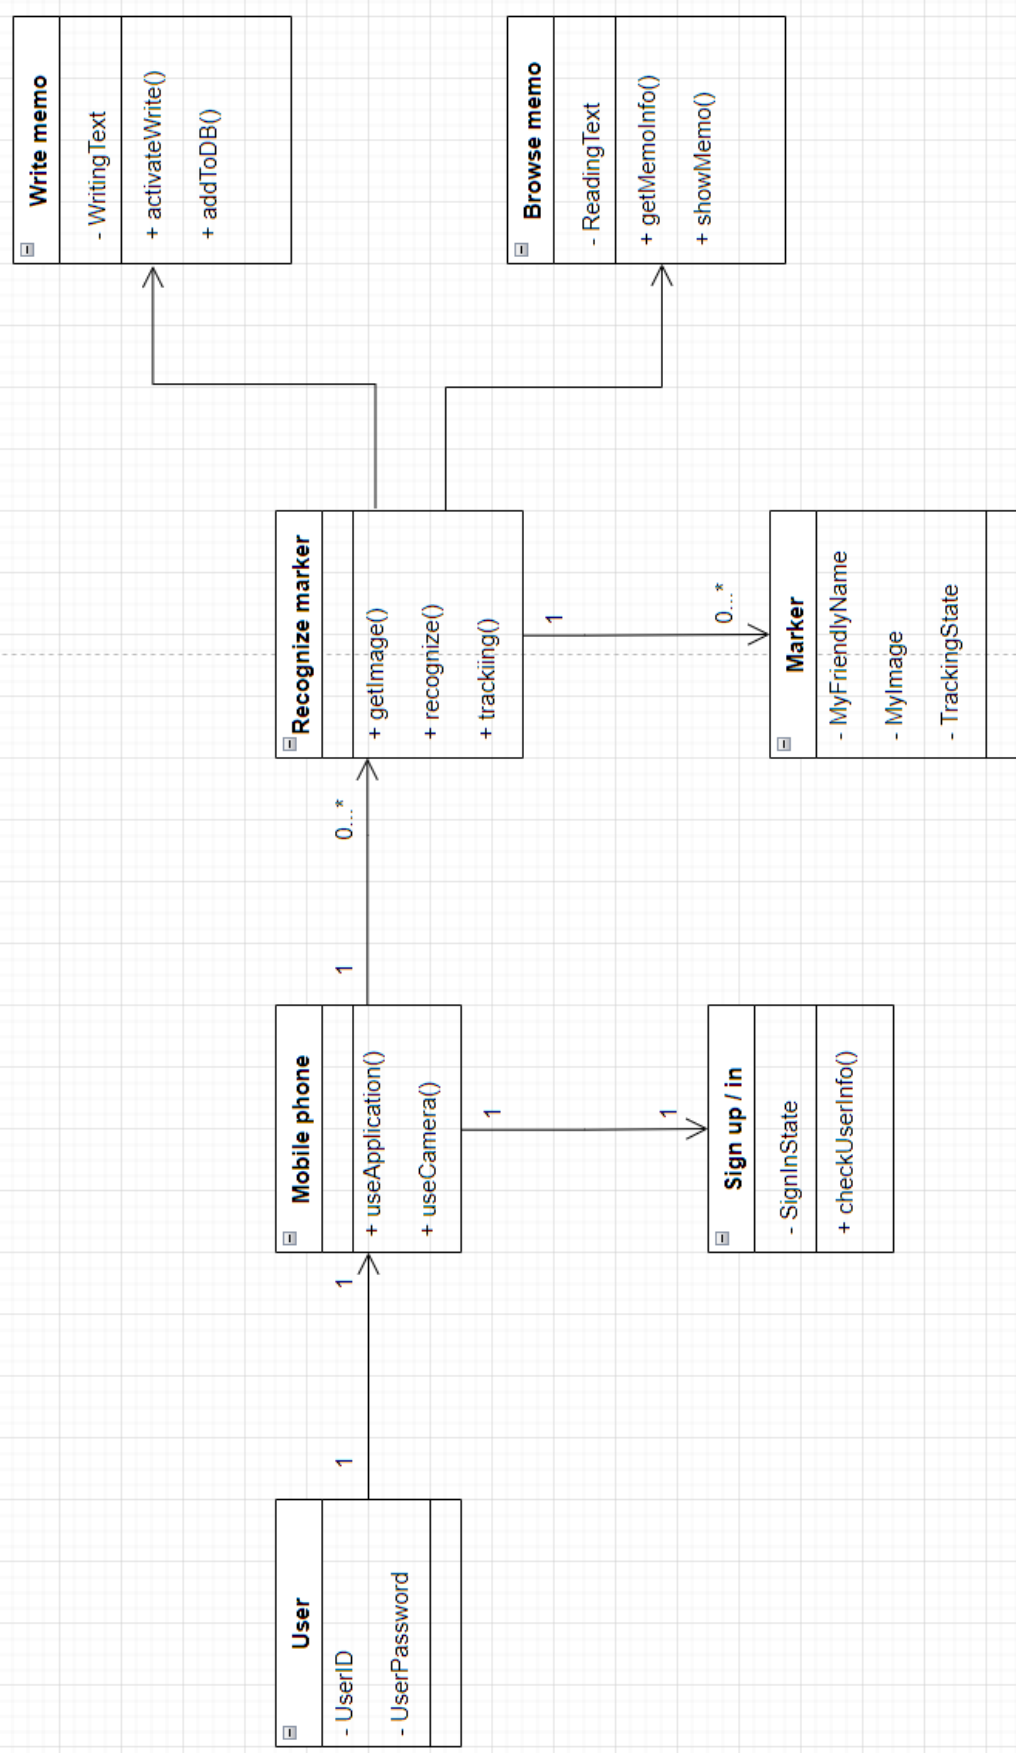 User
- UserID
- UserPassword
1
1
Mobile phone
+ useApplication()
+ useCamera()
1
0...*
Recognize marker
+ getImage()
+ recognize()
+ trackiing()
Write memo
- WritingText
+ activateWrite()
+ addToDB()
Browse memo
- ReadingText
+ getMemoInfo()
+ showMemo()
1
1
Sign up / in
- SignInState
+ checkUserInfo()
1
0...*
Marker
- MyFriendlyName
- MyImage
- TrackingState